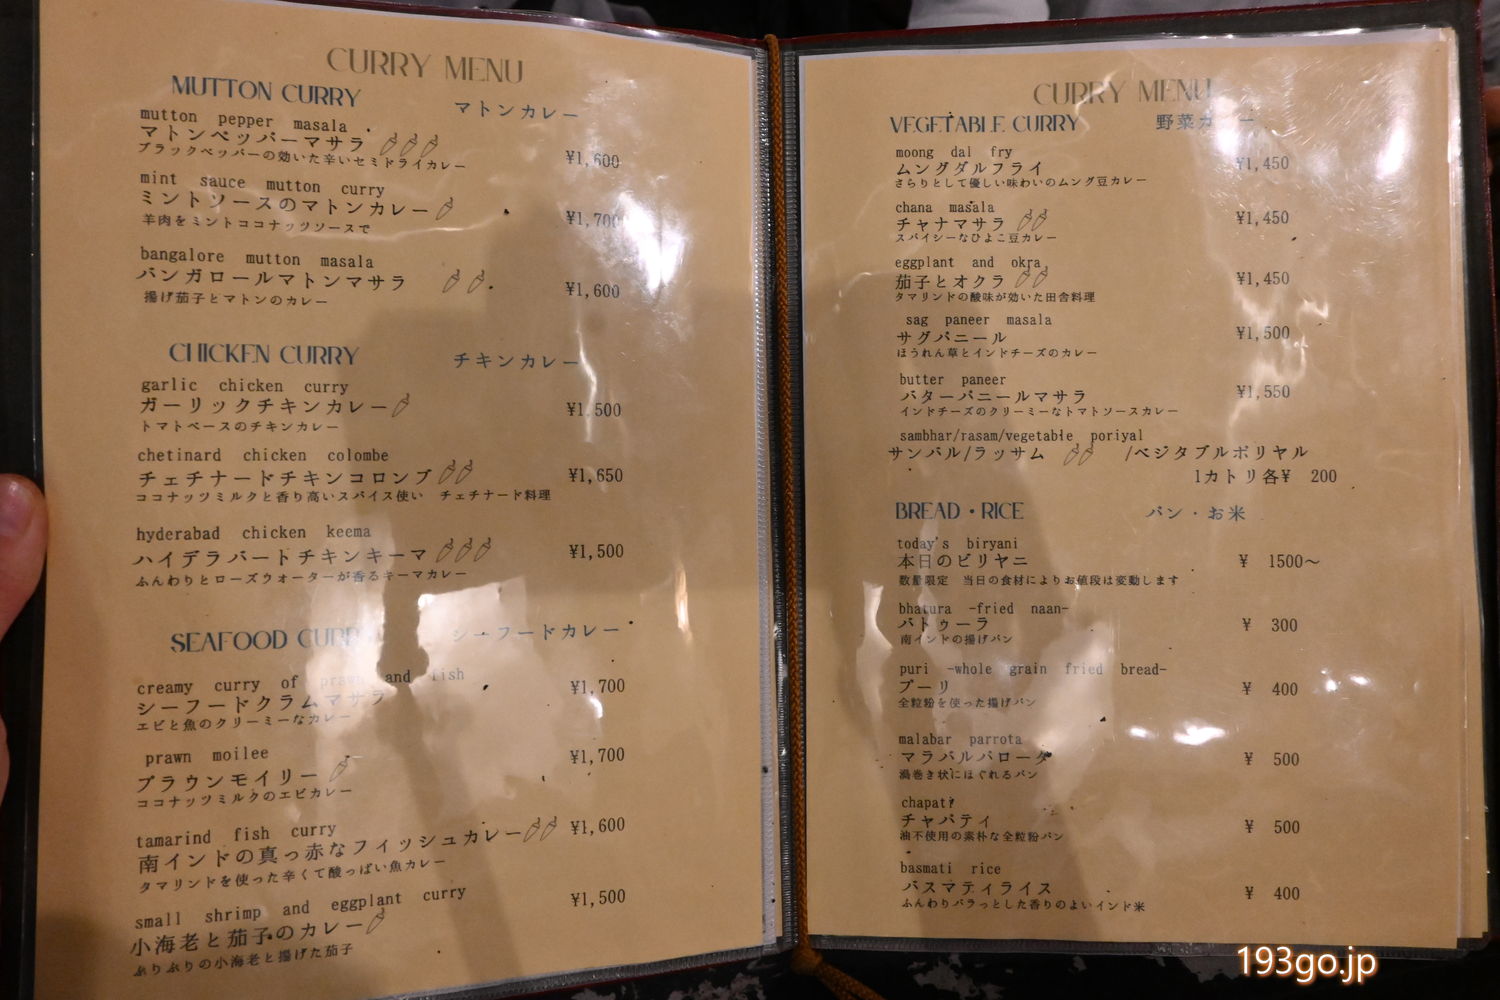 CURRY MENU
MUTTON CURRY マトンカレー
mutton pepper masala
マトンペッパーマサラ ¥1,600
ブラックペッパーの効いた辛いセミドライカレー
mint sauce mutton curry
ミントソースのマトンカレー ¥1,700
羊肉をミントココナッツソースで
bangalore mutton masala
バンガロールマトンマサラ ¥1,600
揚げ茄子とマトンのカレー
CHICKEN CURRY チキンカレー
garlic chicken curry
ガーリックチキンカレー ¥1,500
トマトベースのチキンカレー
chetinard chicken colombe
チェチナードチキンコロンブ ¥1,650
ココナッツミルクと香り高いスパイス使い チェチナード料理
hyderabad chicken keema
ハイデラバートチキンキーマ ¥1,500
ふんわりとローズウォーターが香るキーマカレー
SEAFOOD CURRY シーフードカレー
creamy curry of prawn and fish
シーフードクラムマサラ ¥1,700
エビと魚のクリーミーなカレー
prawn moilee
プラウンモイリー ¥1,700
ココナッツミルクのエビカレー
tamarind fish curry
南インドの真っ赤なフィッシュカレー ¥1,600
タマリンドを使った辛くて酸っぱい魚カレー
small shrimp and eggplant curry
小海老と茄子のカレー ¥1,500
ぷりぷりの小海老と揚げた茄子
CURRY MENU
VEGETABLE CURRY 野菜カレー
moong dal fry
ムングダルフライ ¥1,450
さらりとして優しい味わいのムング豆カレー
chana masala
チャナマサラ ¥1,450
スパイシーなひよこ豆カレー
eggplant and okra
茄子とオクラ ¥1,450
タマリンドの酸味が効いた田舎料理
sag paneer masala
サグパニール ¥1,500
ほうれん草とインドチーズのカレー
butter paneer
バターパニールマサラ ¥1,550
インドチーズのクリーミーなトマトソースカレー
sambhar/rasam/vegetable poriyal
サンバル/ラッサム /ベジタブルポリヤル
1カトリ各¥ 200
BREAD・RICE パン・お米
today's biryani
本日のビリヤニ ¥ 1500～
数量限定 当日の食材によりお値段は変動します
bhatura -fried naan-
バトゥーラ ¥ 300
南インドの揚げパン
puri -whole grain fried bread-
プーリ ¥ 400
全粒粉を使った揚げパン
malabar parrota
マラバルパロータ ¥ 500
渦巻き状にほぐれるパン
chapati
チャパティ ¥ 500
油不使用の素朴な全粒粉パン
basmati rice
バスマティライス ¥ 400
ふんわりパラっとした香りのよいインド米
193go.jp